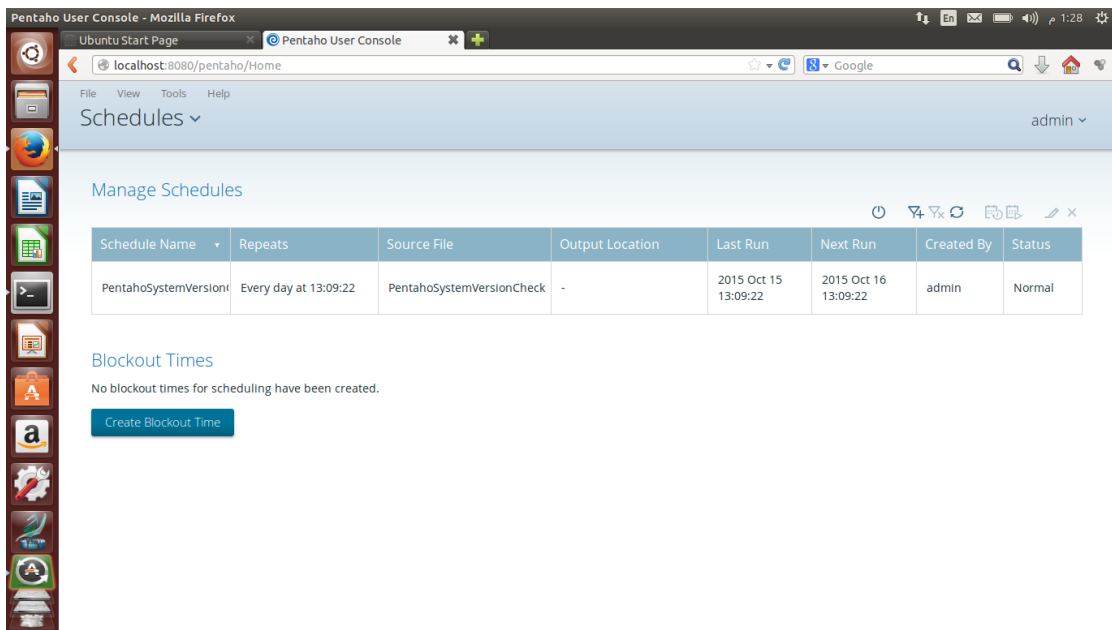 Pentaho User Console - Mozilla Firefox
En
1:28 م
Ubuntu Start Page
Pentaho User Console
localhost:8080/pentaho/Home
8 Google
File View Tools Help
Schedules
admin
Manage Schedules
Schedule Name Repeats Source File Output Location Last Run Next Run Created By Status
PentahoSystemVersion Every day at 13:09:22 PentahoSystemVersionCheck - 2015 Oct 15 13:09:22 2015 Oct 16 13:09:22 admin Normal
Blockout Times
No blockout times for scheduling have been created.
Create Blockout Time